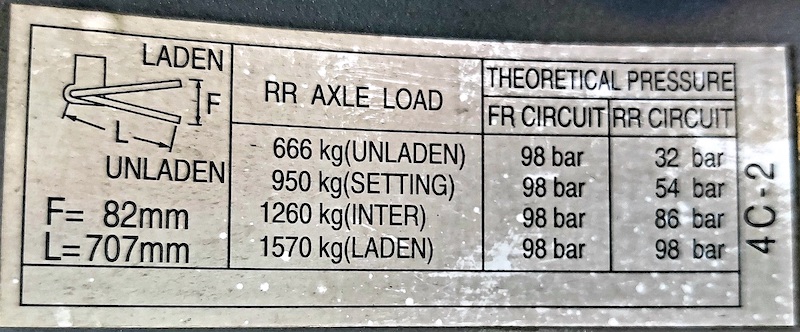 LADEN
F
L
UNLADEN
F= 82mm
L=707mm
RR AXLE LOAD
THEORETICAL PRESSURE
FR CIRCUIT RR CIRCUIT
666 kg(UNLADEN) 98 bar 32 bar
950 kg(SETTING) 98 bar 54 bar
1260 kg(INTER) 98 bar 86 bar
1570 kg(LADEN) 98 bar 98 bar
4C-2